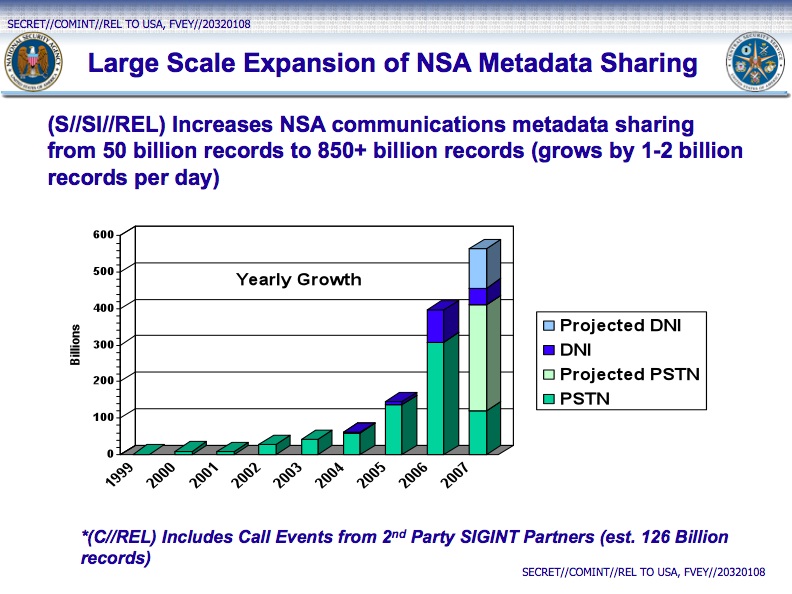 SECRET//COMINT//REL TO USA, FVEY//20320108
Large Scale Expansion of NSA Metadata Sharing
(S//SI//REL) Increases NSA communications metadata sharing
from 50 billion records to 850+ billion records (grows by 1-2 billion
records per day)
600
500
400
300
200
100
0
Billions
Yearly Growth
1999
2000
2001
2002
2003
2004
2005
2006
2007
Projected DNI
DNI
Projected PSTN
PSTN
*(C//REL) Includes Call Events from 2nd Party SIGINT Partners (est. 126 Billion
records)
SECRET//COMINT//REL TO USA, FVEY//20320108